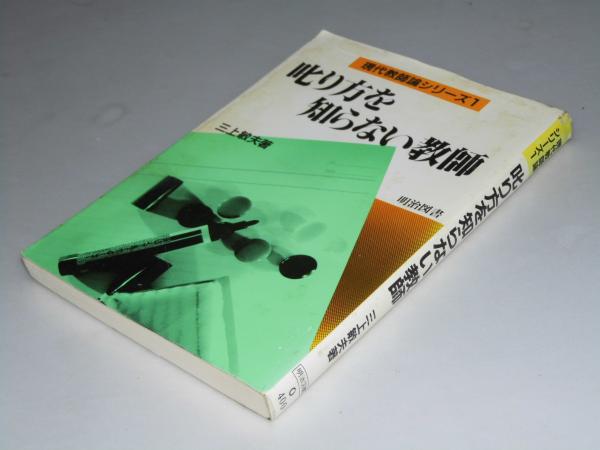 現代教師論シリーズ1
叱り方を
知らない教師
三上敏夫著
明治図書
現代教師論
シリーズ1
叱り方を知らない教師
三上敏夫著
明治図書
0
400